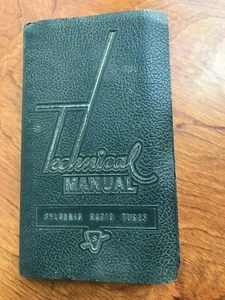 Technical
MANUAL
SYLVANIA RADIO TUBES
S